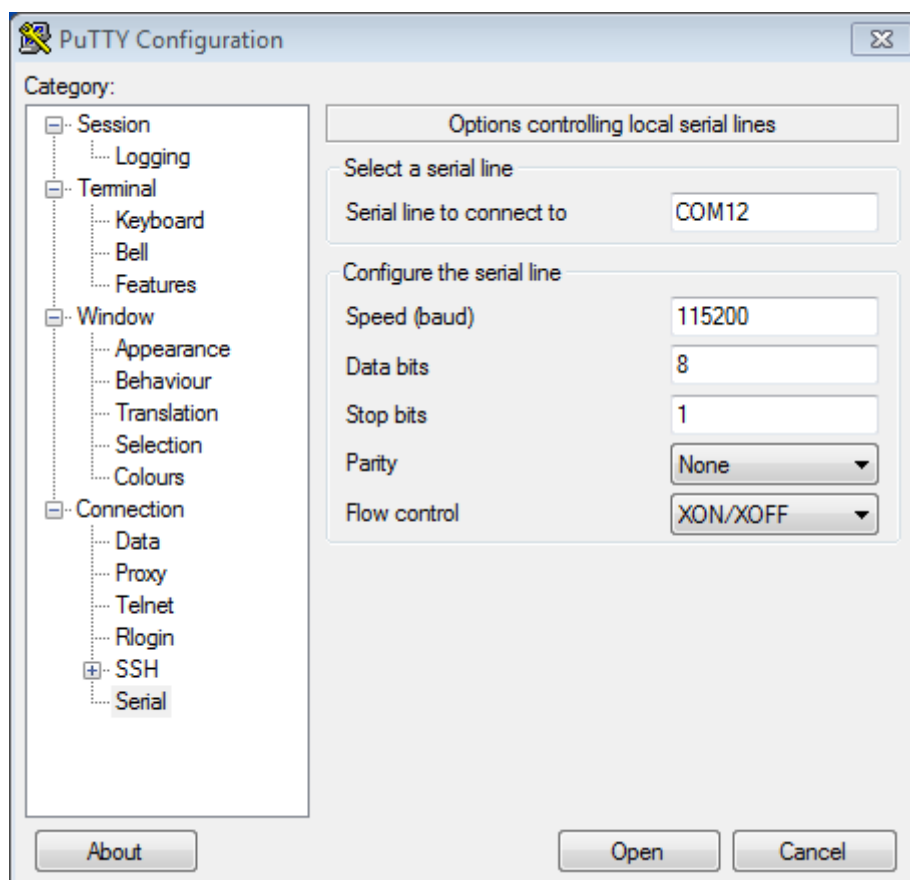 PuTTY Configuration
Category:
Session
Logging
Terminal
Keyboard
Bell
Features
Window
Appearance
Behaviour
Translation
Selection
Colours
Connection
Data
Proxy
Telnet
Rlogin
SSH
Serial
Options controlling local serial lines
Select a serial line
Serial line to connect to COM12
Configure the serial line
Speed (baud) 115200
Data bits 8
Stop bits 1
Parity None
Flow control XON/XOFF
About Open Cancel